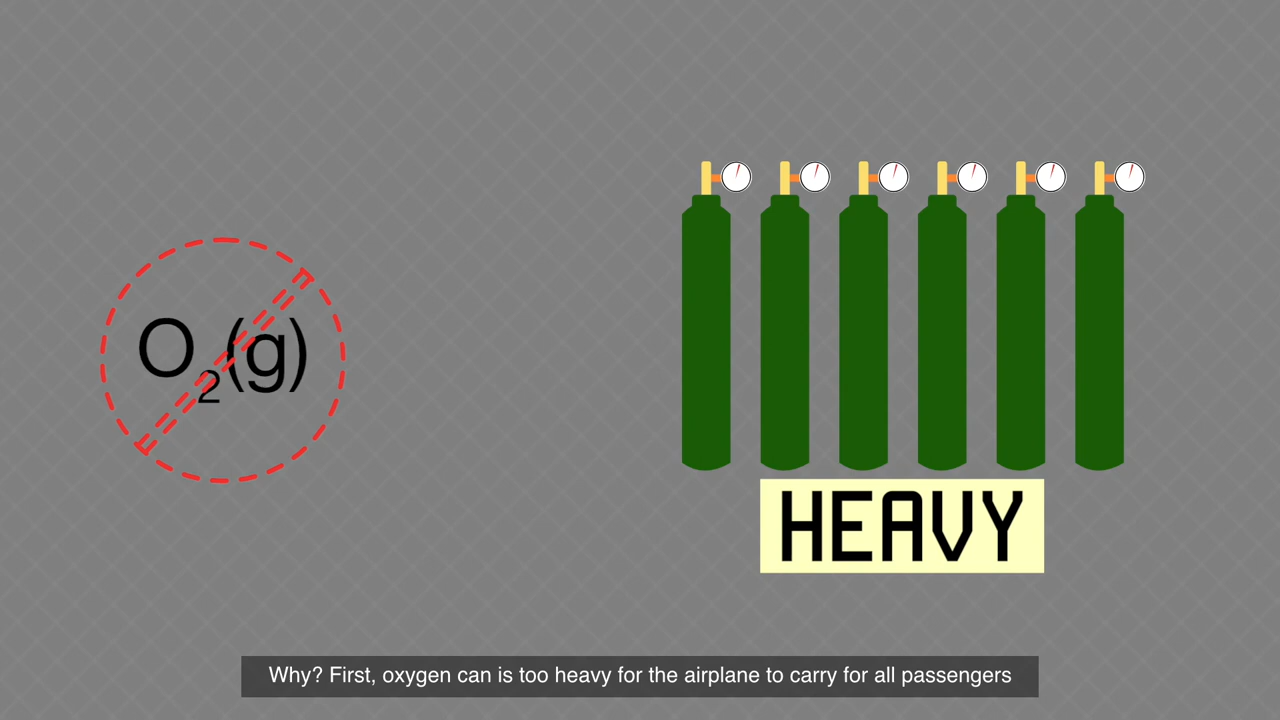 O₂(g)
HEAVY
Why? First, oxygen can is too heavy for the airplane to carry for all passengers